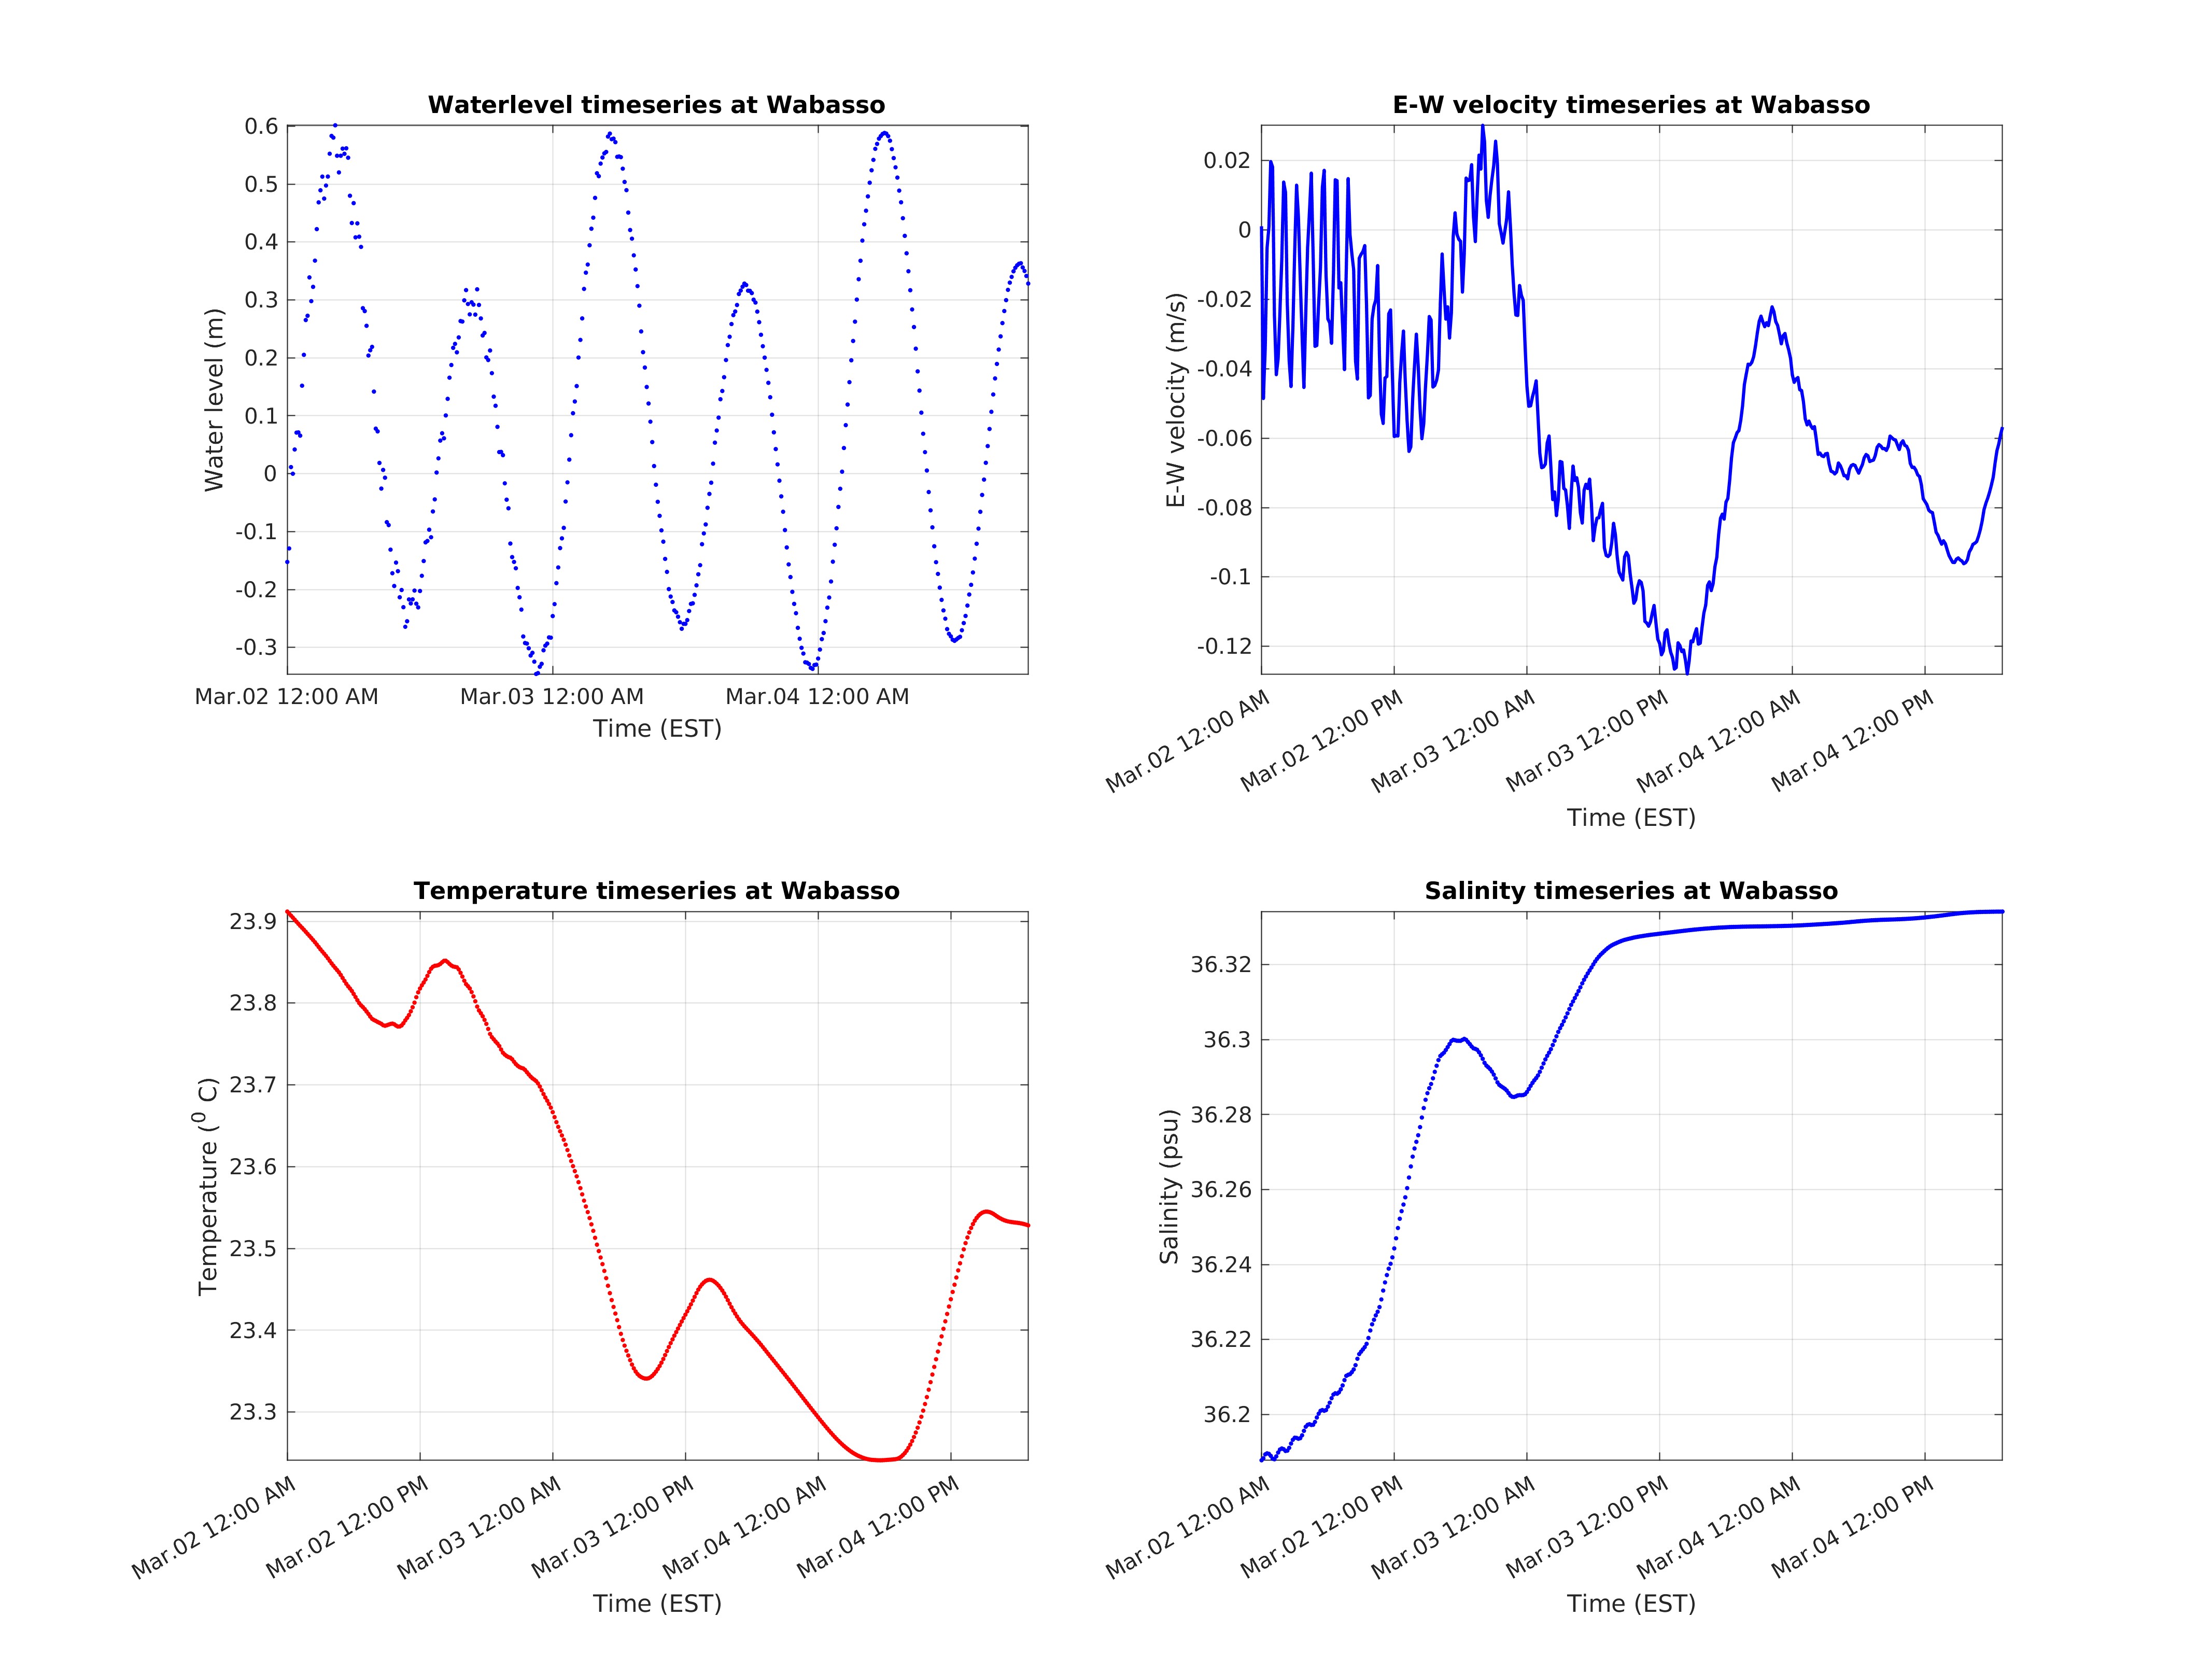 Waterlevel timeseries at Wabasso
0.6
0.5
0.4
0.3
0.2
0.1
0
-0.1
-0.2
-0.3
Water level (m)
Mar.02 12:00 AM
Mar.03 12:00 AM
Mar.04 12:00 AM
Time (EST)
E-W velocity timeseries at Wabasso
0.02
0
-0.02
-0.04
-0.06
-0.08
-0.1
-0.12
E-W velocity (m/s)
Mar.02 12:00 AM
Mar.02 12:00 PM
Mar.03 12:00 AM
Mar.03 12:00 PM
Mar.04 12:00 AM
Mar.04 12:00 PM
Time (EST)
Temperature timeseries at Wabasso
23.9
23.8
23.7
23.6
23.5
23.4
23.3
Temperature (⁰ C)
Mar.02 12:00 AM
Mar.02 12:00 PM
Mar.03 12:00 AM
Mar.03 12:00 PM
Mar.04 12:00 AM
Mar.04 12:00 PM
Time (EST)
Salinity timeseries at Wabasso
36.32
36.3
36.28
36.26
36.24
36.22
36.2
Salinity (psu)
Mar.02 12:00 AM
Mar.02 12:00 PM
Mar.03 12:00 AM
Mar.03 12:00 PM
Mar.04 12:00 AM
Mar.04 12:00 PM
Time (EST)